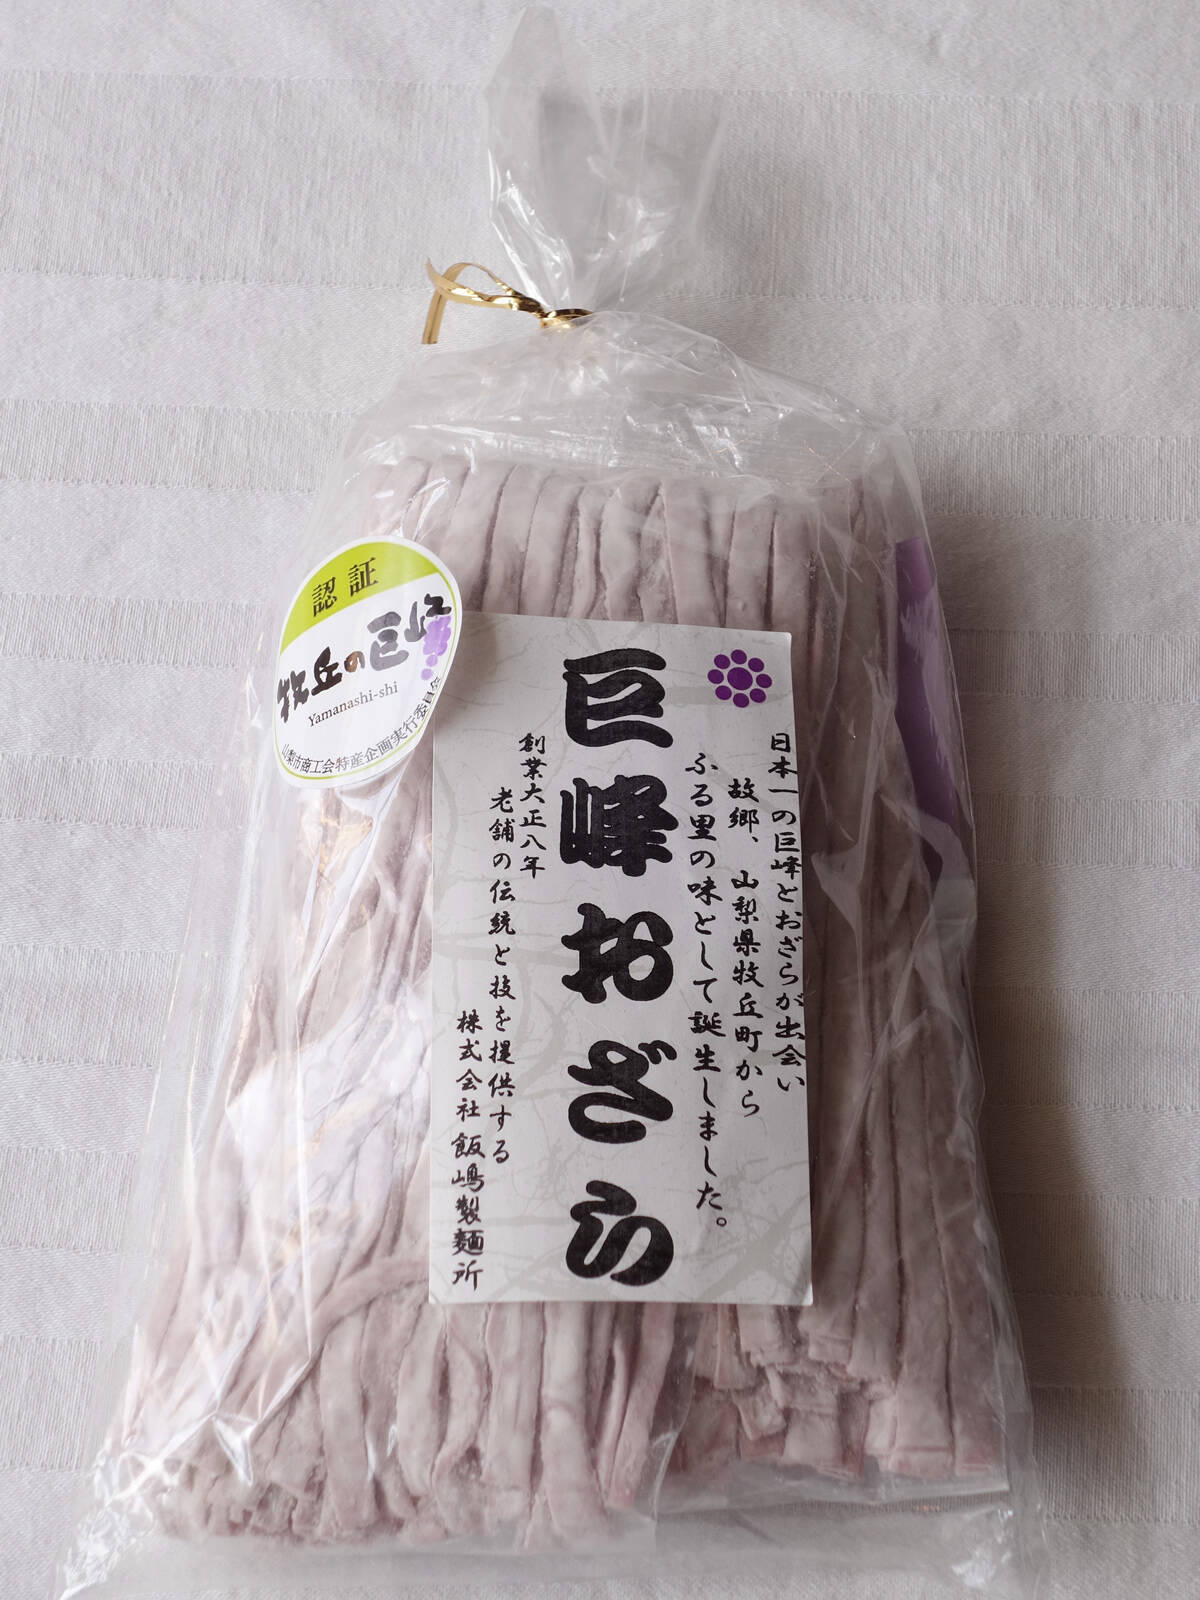 認証
牧丘の巨峰
Yamanashi-shi
山梨市商工会特産企画実行委員会
日本一の巨峰とおざらが出会い
故郷、山梨県牧丘町から
ふる里の味として誕生しました。
巨峰おざら
創業大正八年
老舗の伝統と技を提供する
株式会社飯嶋製麺所